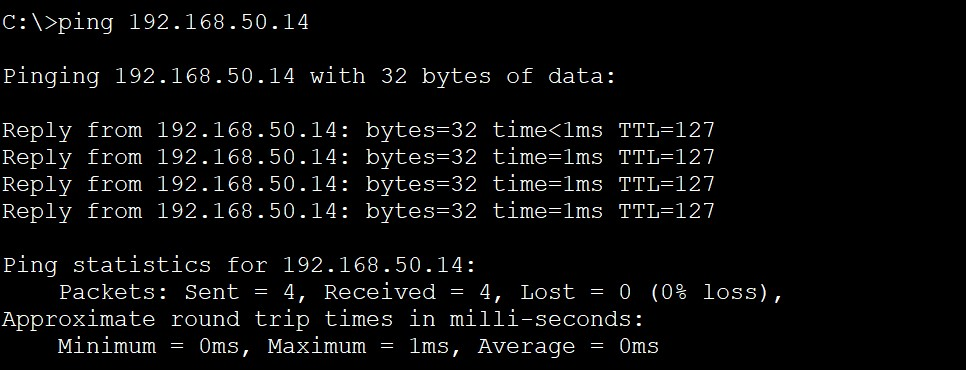 C:\>ping 192.168.50.14
Pinging 192.168.50.14 with 32 bytes of data:
Reply from 192.168.50.14: bytes=32 time<1ms TTL=127
Reply from 192.168.50.14: bytes=32 time=1ms TTL=127
Reply from 192.168.50.14: bytes=32 time=1ms TTL=127
Reply from 192.168.50.14: bytes=32 time=1ms TTL=127
Ping statistics for 192.168.50.14:
    Packets: Sent = 4, Received = 4, Lost = 0 (0% loss),
Approximate round trip times in milli-seconds:
    Minimum = 0ms, Maximum = 1ms, Average = 0ms